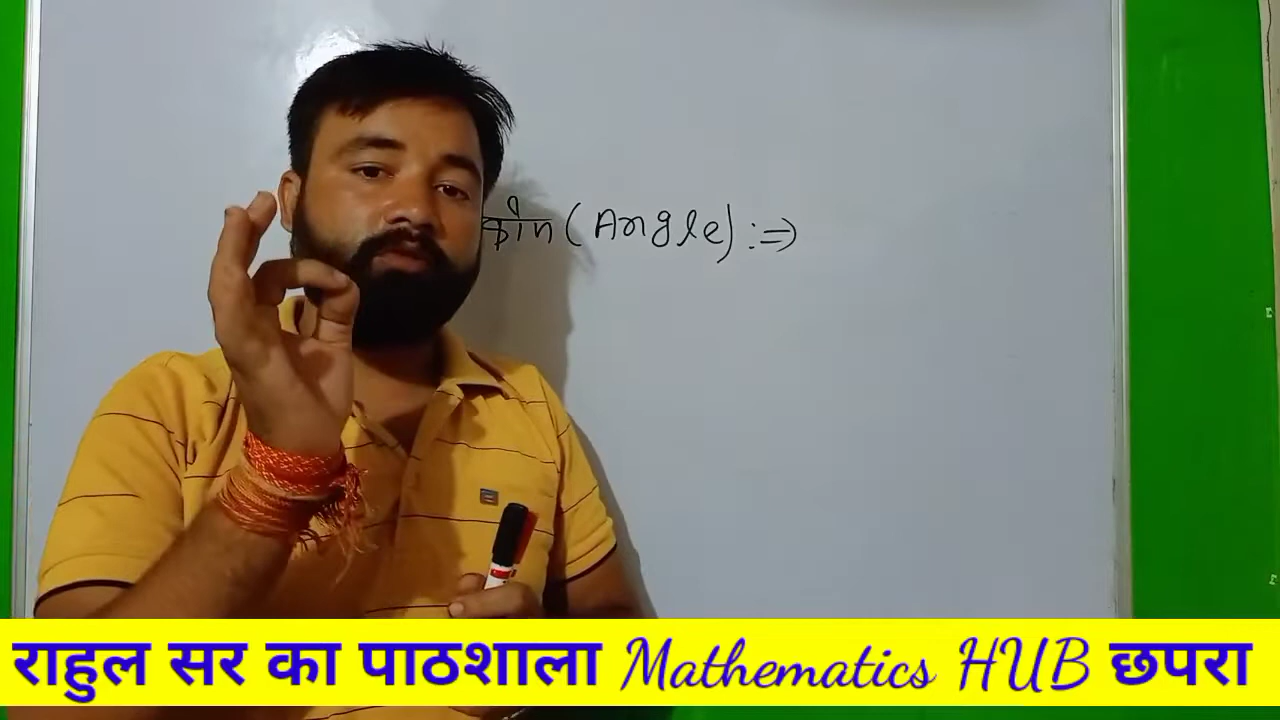 कोन (Angle) :⇒
राहुल सर का पाठशाला Mathematics HUB छपरा